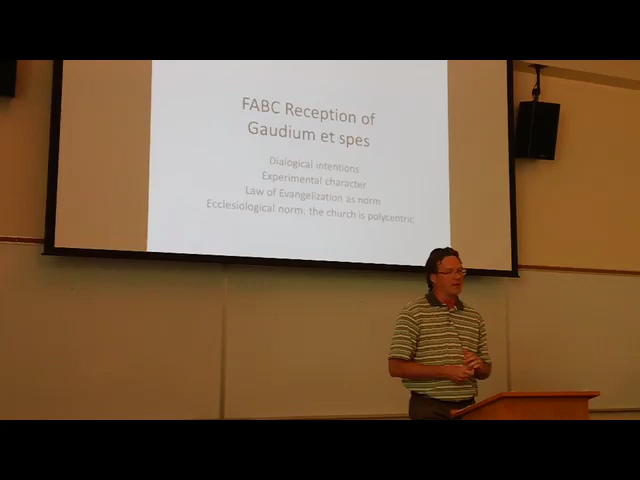 FABC Reception of
Gaudium et spes
Dialogical intentions
Experimental character
Law of Evangelization as norm
Ecclesiological norm: the church is polycentric